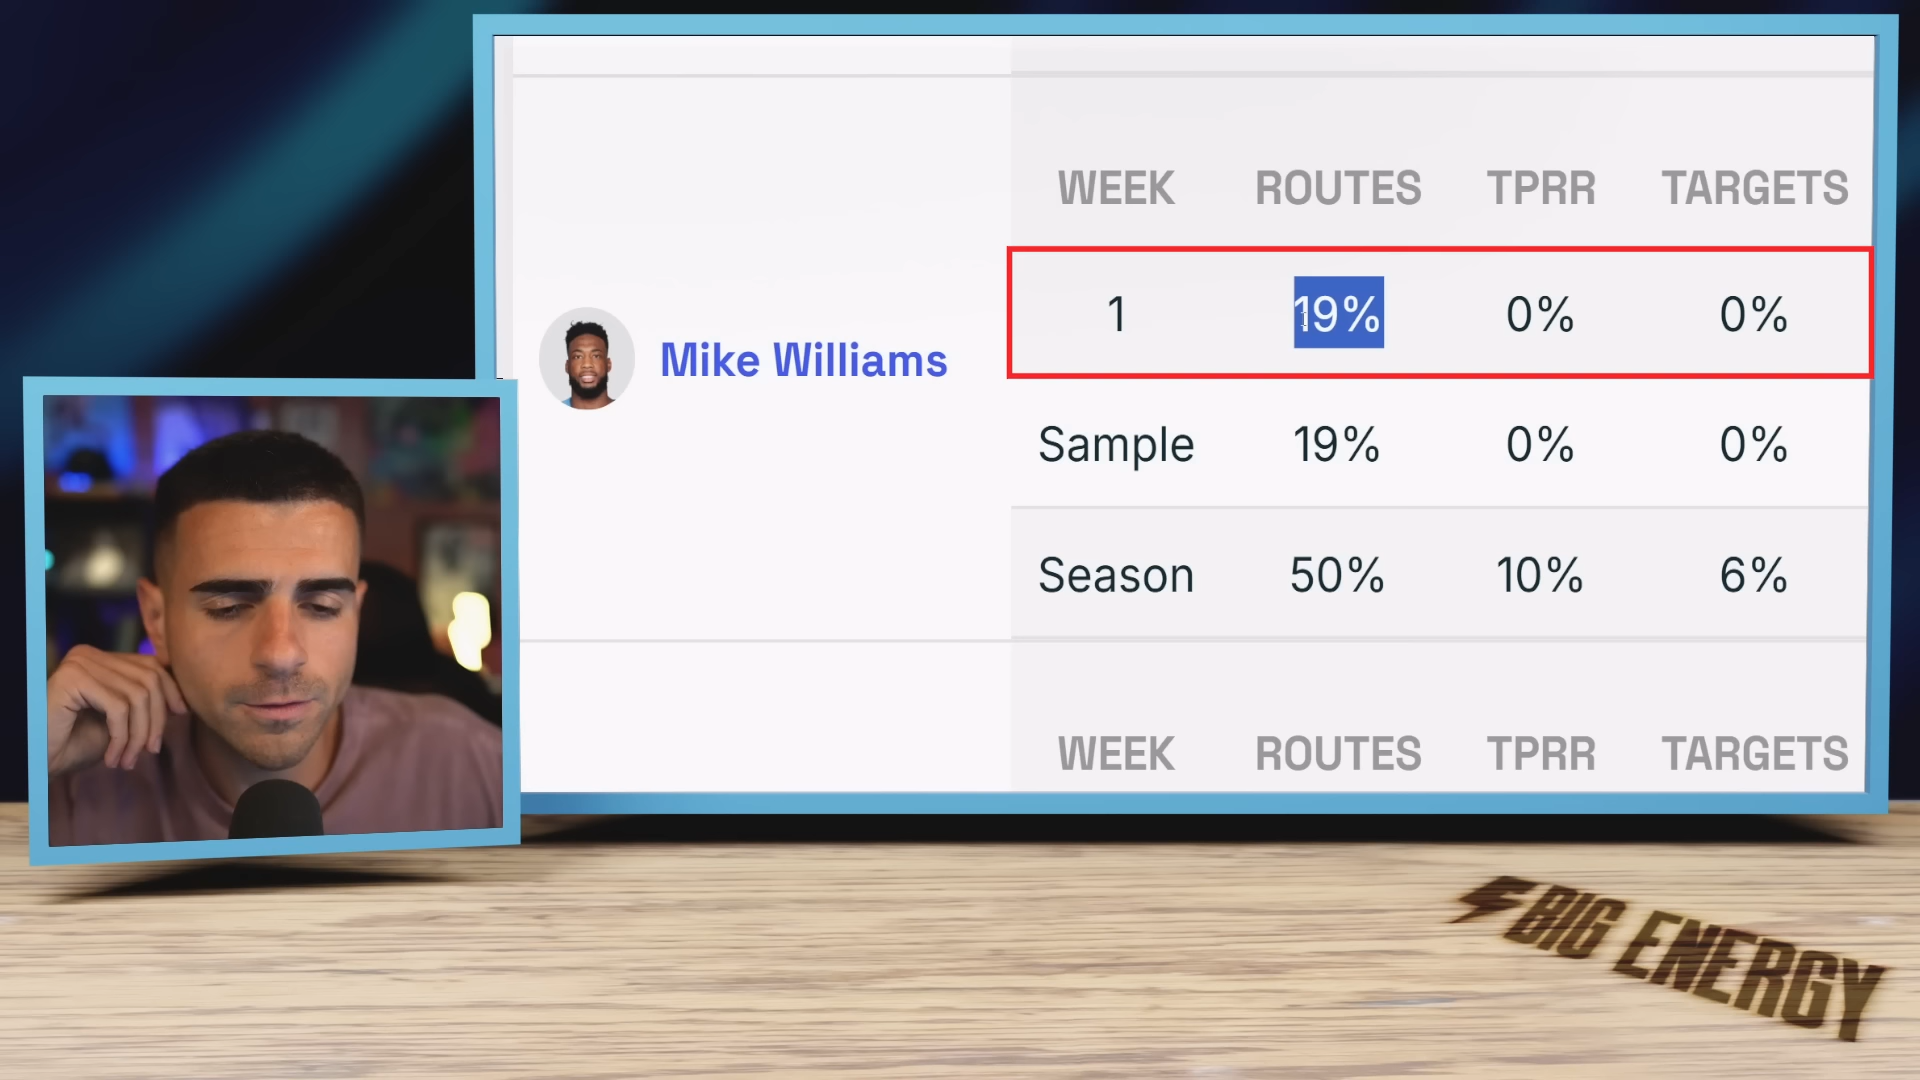 WEEK ROUTES TPRR TARGETS
1 19% 0% 0%
Mike Williams
Sample 19% 0% 0%
Season 50% 10% 6%
WEEK ROUTES TPRR TARGETS
BIG ENERGY